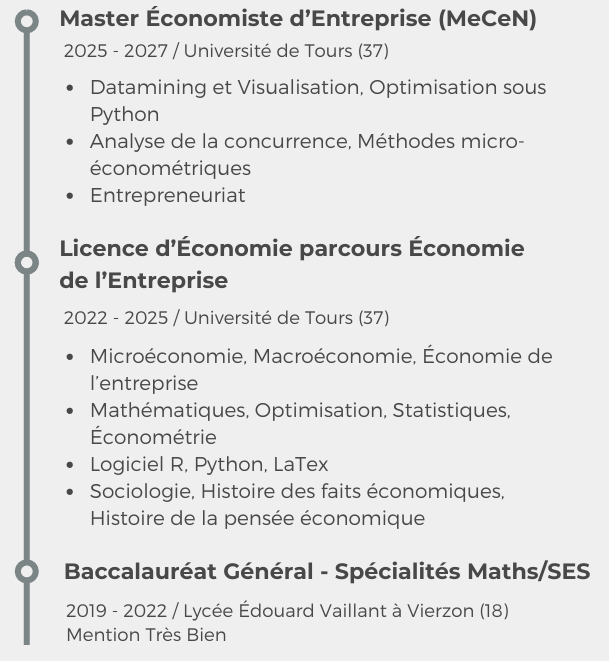 Master Économiste d’Entreprise (MeCeN)
2025 - 2027 / Université de Tours (37)
• Datamining et Visualisation, Optimisation sous
Python
• Analyse de la concurrence, Méthodes micro-
économétriques
• Entrepreneuriat
Licence d’Économie parcours Économie
de l’Entreprise
2022 - 2025 / Université de Tours (37)
• Microéconomie, Macroéconomie, Économie de
l’entreprise
• Mathématiques, Optimisation, Statistiques,
Économétrie
• Logiciel R, Python, LaTex
• Sociologie, Histoire des faits économiques,
Histoire de la pensée économique
Baccalauréat Général - Spécialités Maths/SES
2019 - 2022 / Lycée Édouard Vaillant à Vierzon (18)
Mention Très Bien